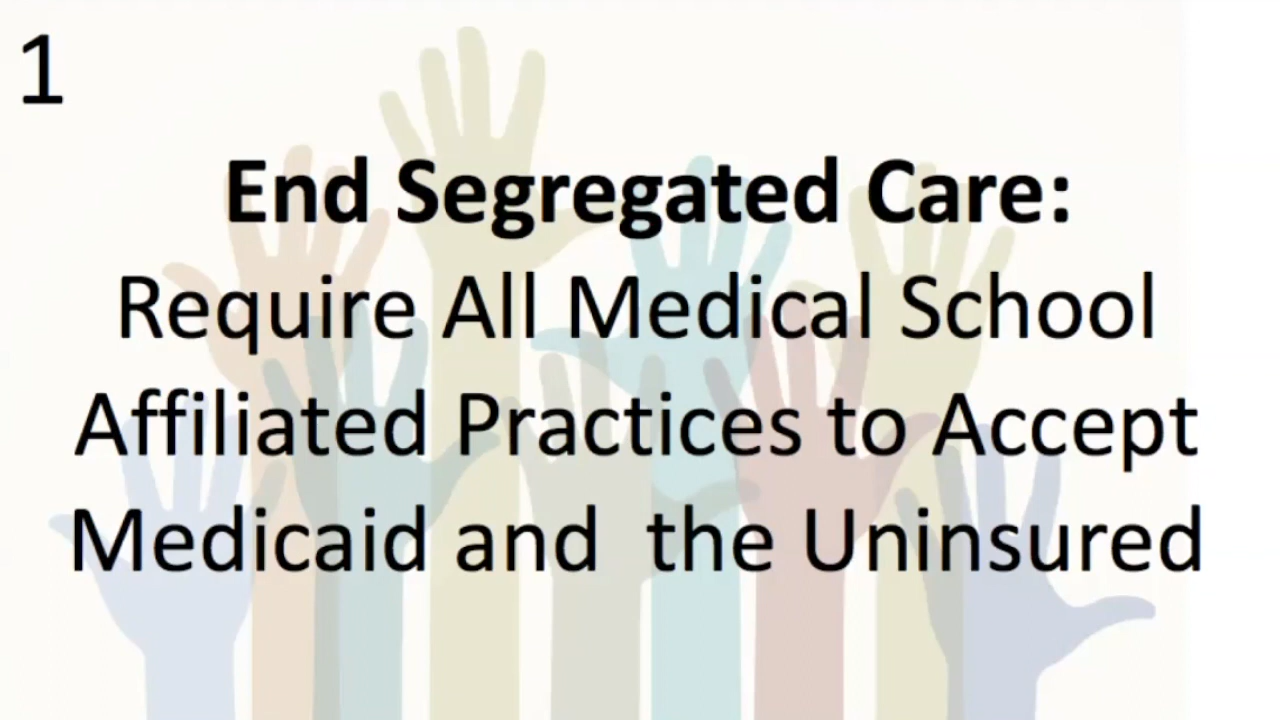 1
End Segregated Care:
Require All Medical School
Affiliated Practices to Accept
Medicaid and the Uninsured